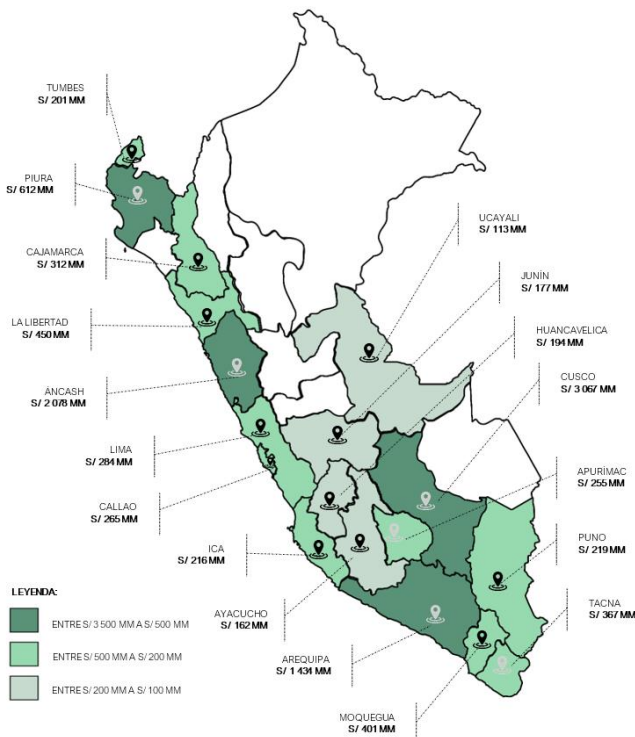 TUMBES
S/ 201 MM
PIURA
S/ 612 MM
CAJAMARCA
S/ 312 MM
LA LIBERTAD
S/ 450 MM
ÁNCASH
S/ 2 078 MM
LIMA
S/ 284 MM
CALLAO
S/ 265 MM
ICA
S/ 216 MM
AYACUCHO
S/ 162 MM
AREQUIPA
S/ 1 434 MM
MOQUEGUA
S/ 401 MM
UCAYALI
S/ 113 MM
JUNÍN
S/ 177 MM
HUANCAVELICA
S/ 194 MM
CUSCO
S/ 3 067 MM
APURÍMAC
S/ 255 MM
PUNO
S/ 219 MM
TACNA
S/ 367 MM
LEYENDA:
ENTRE S/ 3 500 MM A S/ 500 MM
ENTRE S/ 500 MM A S/ 200 MM
ENTRE S/ 200 MM A S/ 100 MM